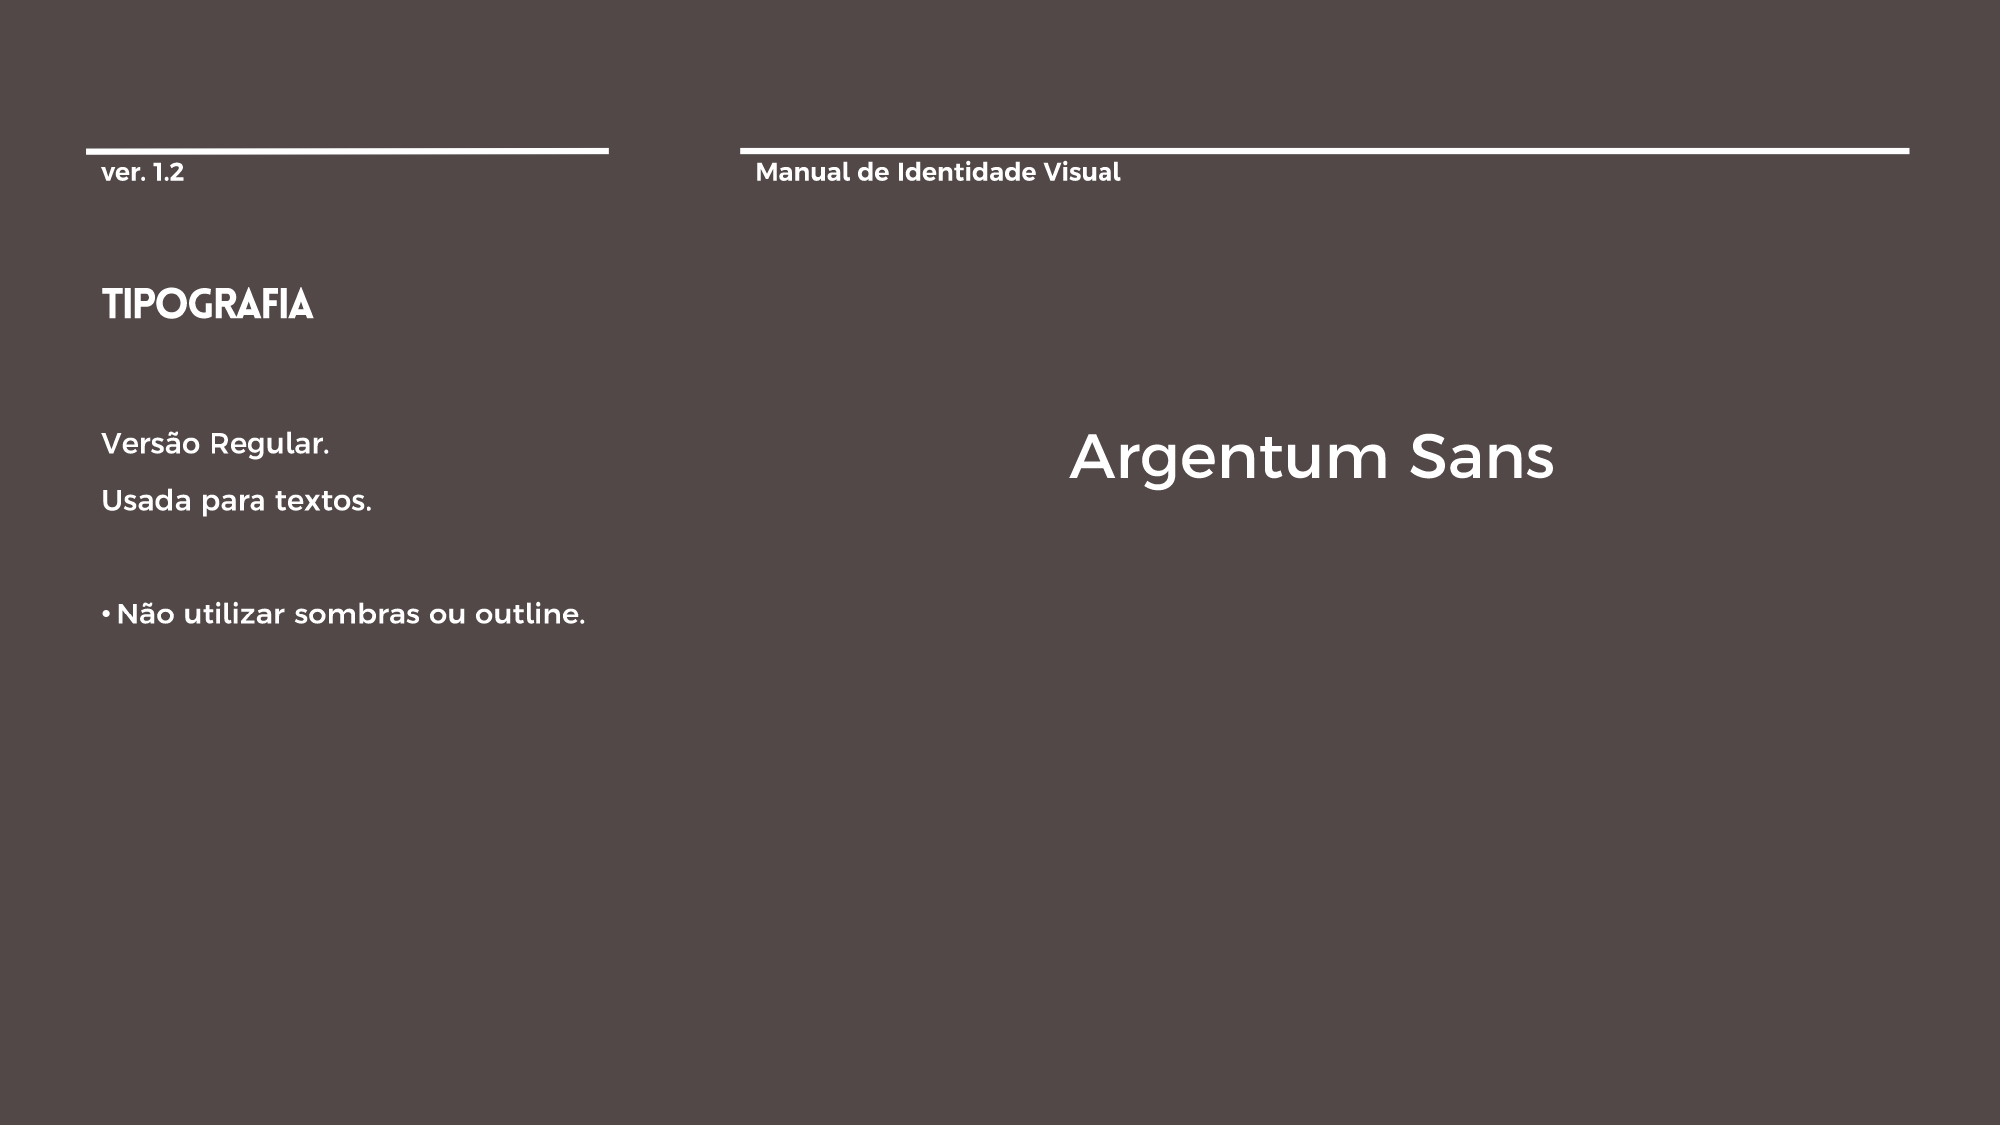 ver. 1.2
Manual de Identidade Visual
TIPOGRAFIA
Versão Regular.
Usada para textos.
• Não utilizar sombras ou outline.
Argentum Sans